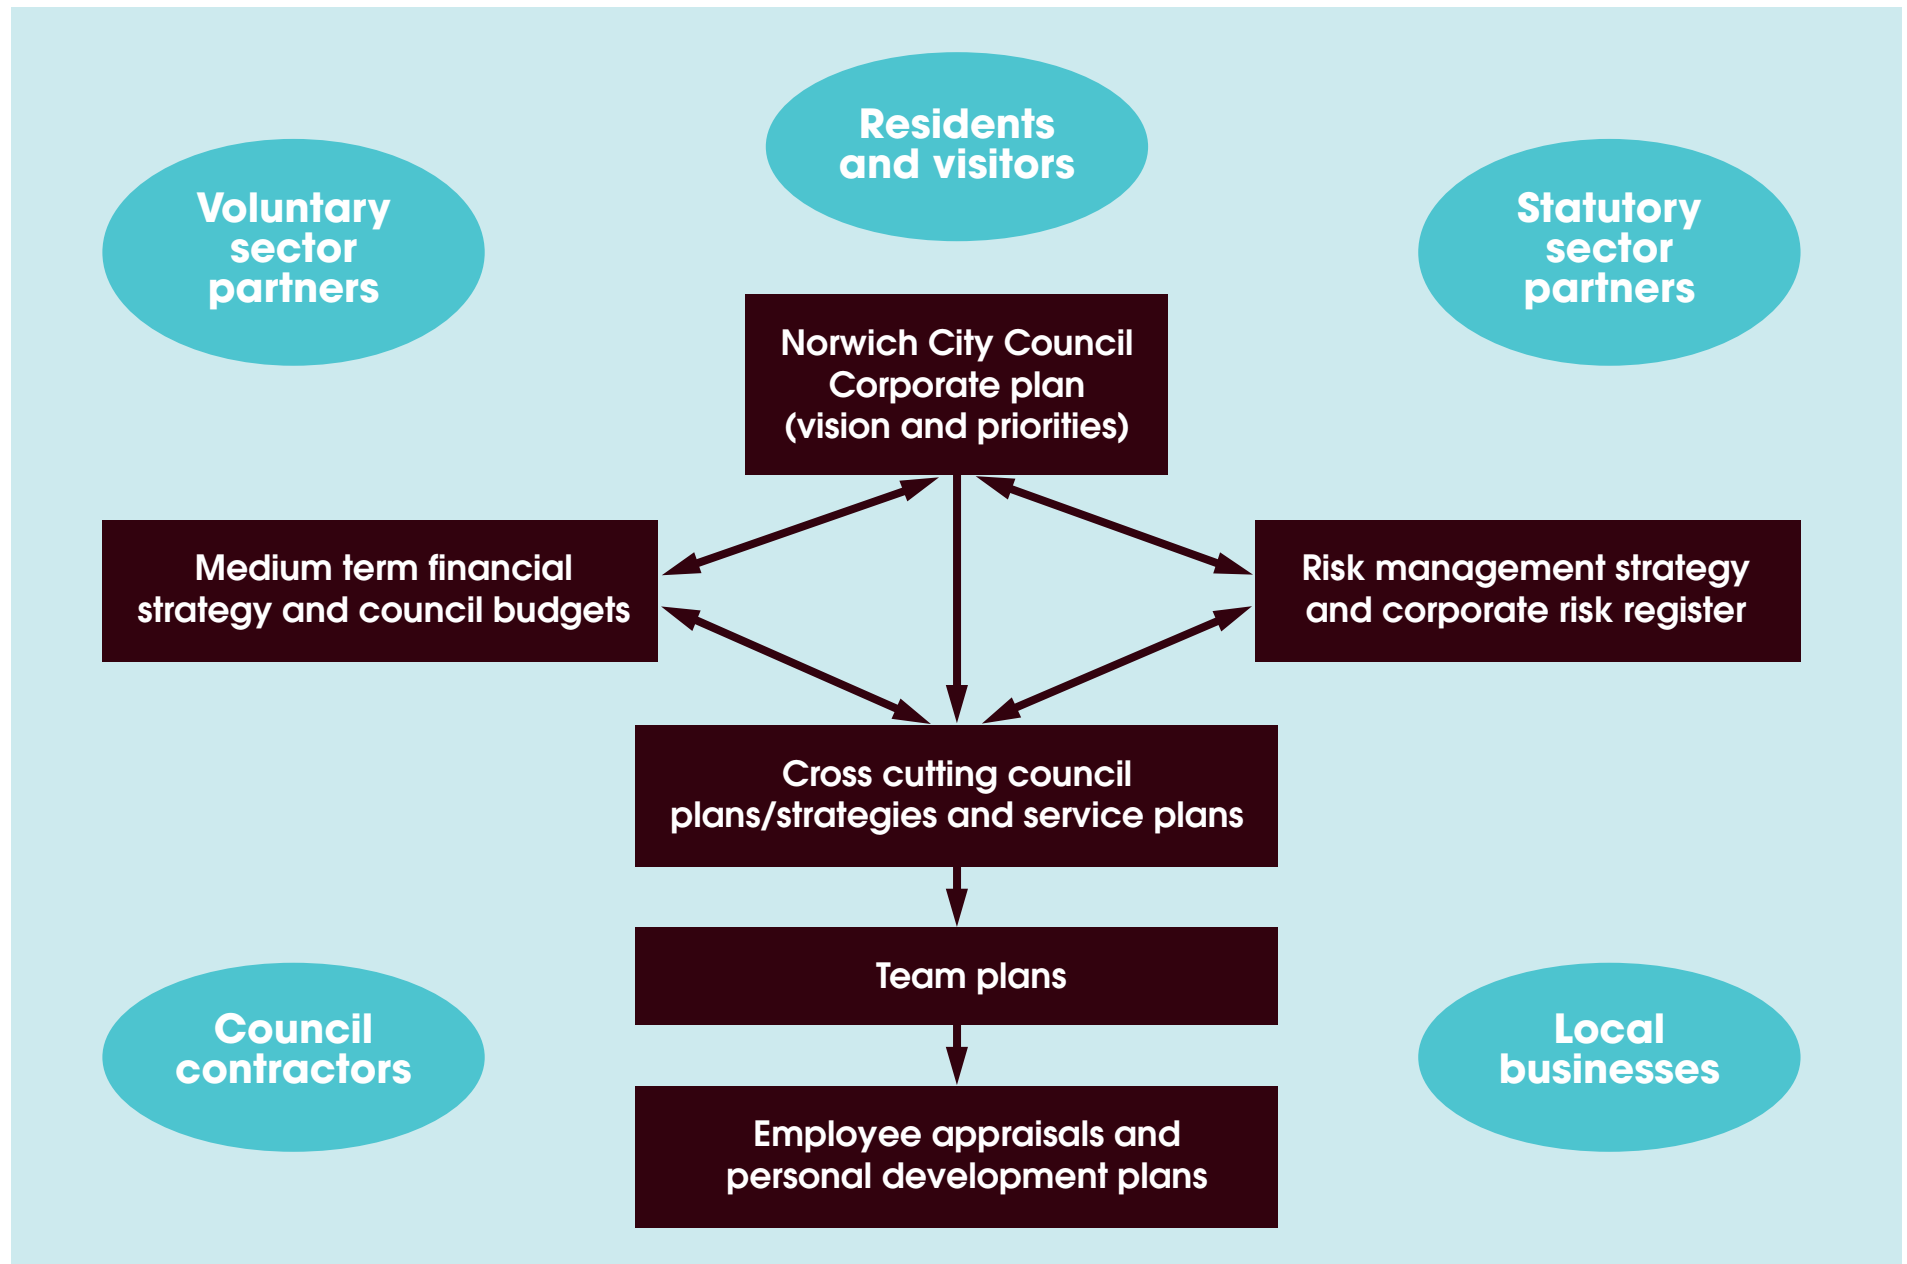 Residents
and visitors
Voluntary
sector
partners
Statutory
sector
partners
Norwich City Council
Corporate plan
(vision and priorities)
Medium term financial
strategy and council budgets
Risk management strategy
and corporate risk register
Cross cutting council
plans/strategies and service plans
Team plans
Council
contractors
Local
businesses
Employee appraisals and
personal development plans